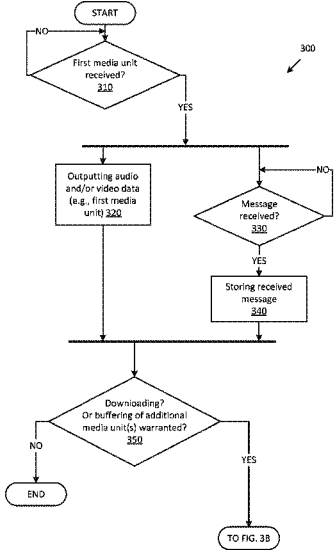 START
NO
First media unit
received?
310
300
YES
Outputting audio
and/or video data
(e.g., first media
unit) 320
NO
Message
received?
330
YES
Storing received
message
340
Downloading?
Or buffering of additional
media unit(s) warranted?
350
NO
YES
END
TO FIG. 3B